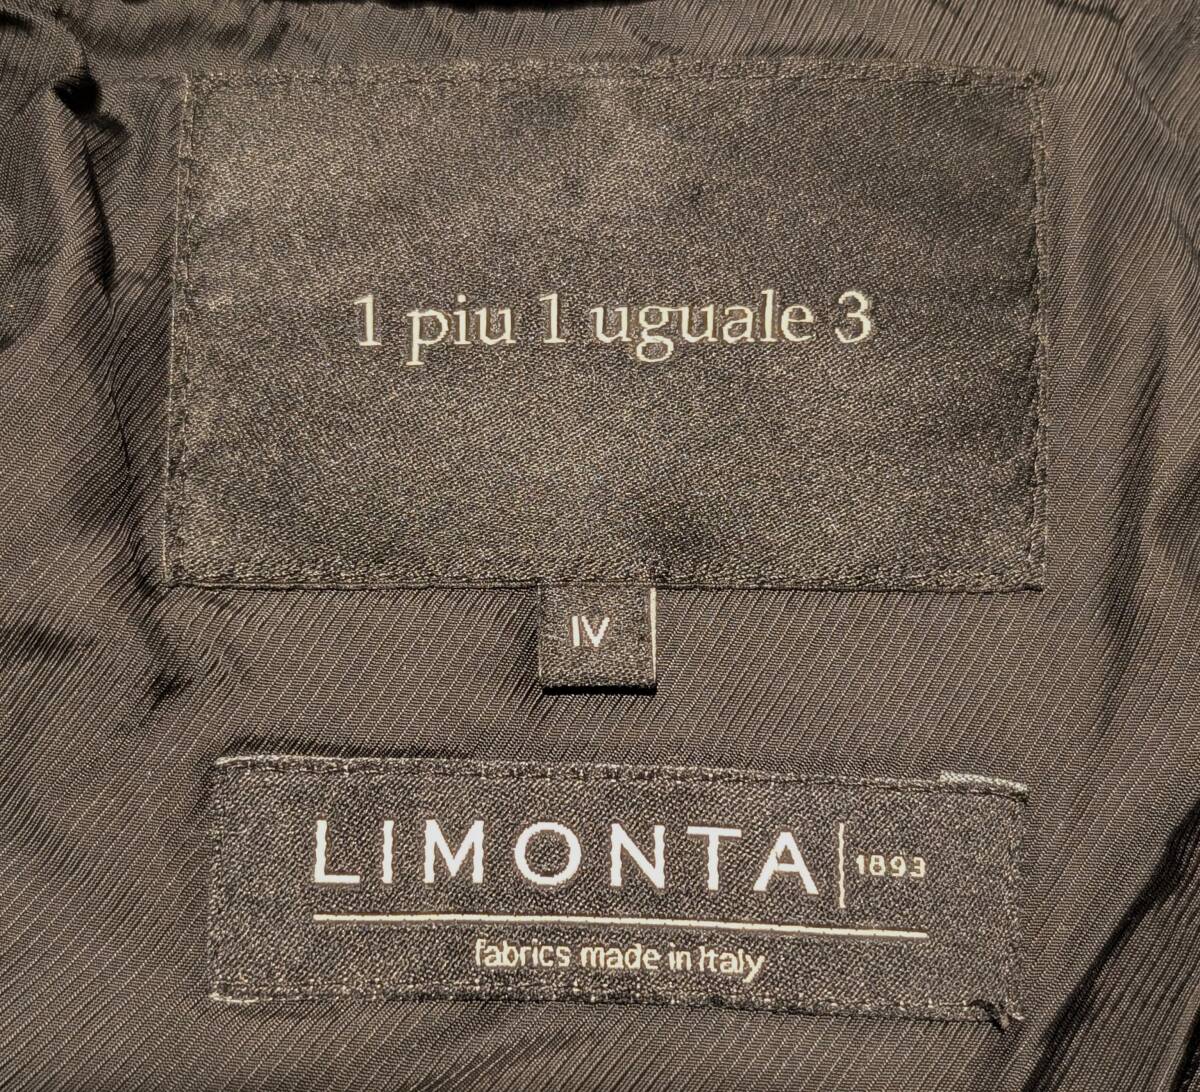 1 piu 1 uguale 3
IV
LIMONTA 1893
fabrics made in Italy